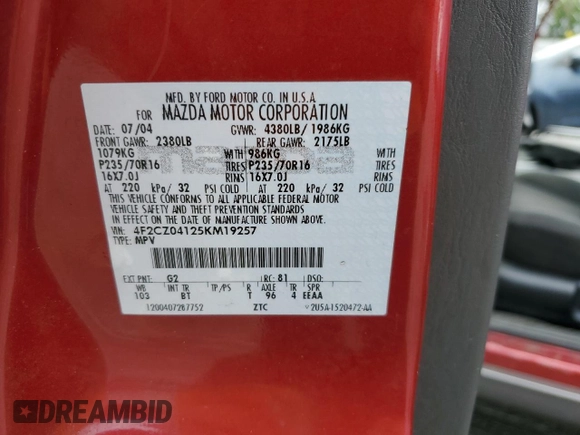 MFD. BY FORD MOTOR CO. IN U.S.A.
FOR MAZDA MOTOR CORPORATION
DATE: 07/04 GVWR: 4380LB/ 1986KG
FRONT GAWR: 2380LB REAR GAWR: 2175LB
1079KG WITH 986KG WITH
P235/70R16 TIRES P235/70R16 TIRES
16X7.0J RIMS 16X7.0J RIMS
AT 220 kPa/ 32 PSI COLD AT 220 kPa/ 32 PSI COLD
THIS VEHICLE CONFORMS TO ALL APPLICABLE FEDERAL MOTOR
VEHICLE SAFETY AND THEFT PREVENTION STANDARDS
IN EFFECT ON THE DATE OF MANUFACTURE SHOWN ABOVE.
VIN: 4F2CZ04125KM19257
TYPE: MPV
EXT PNT: G2 RC: 81 DSO:
WB INT TR TP/PS R AXLE TR SPR
103 BT T 96 4 EEAA
1200407287752 ZTC v 2U5A-1520472-AA
DREAMBID